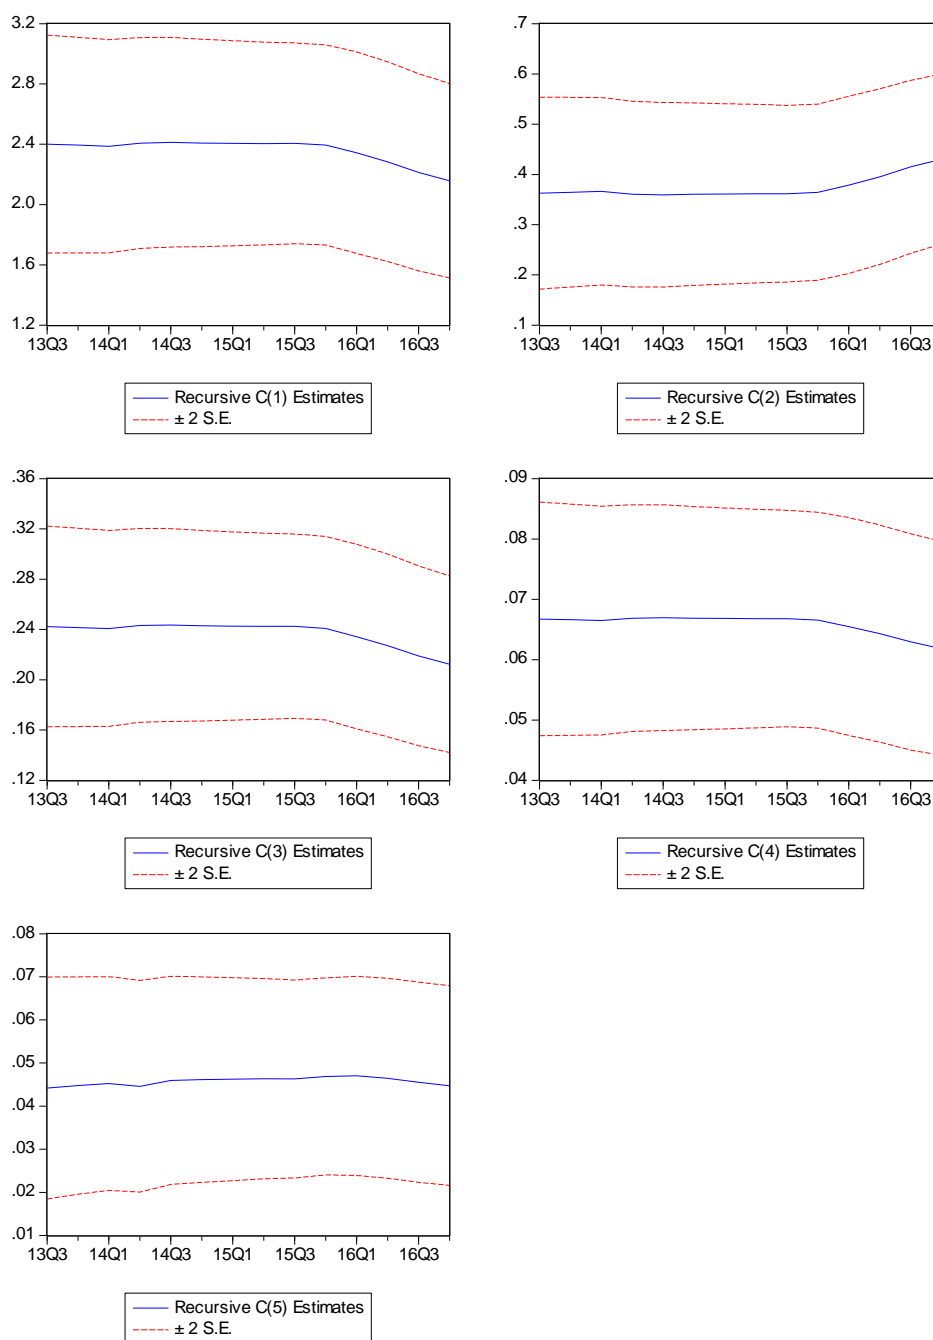 3.2
2.8
2.4
2.0
1.6
1.2
13Q3 14Q1 14Q3 15Q1 15Q3 16Q1 16Q3
Recursive C(1) Estimates
± 2 S.E.
.7
.6
.5
.4
.3
.2
.1
13Q3 14Q1 14Q3 15Q1 15Q3 16Q1 16Q3
Recursive C(2) Estimates
± 2 S.E.
.36
.32
.28
.24
.20
.16
.12
13Q3 14Q1 14Q3 15Q1 15Q3 16Q1 16Q3
Recursive C(3) Estimates
± 2 S.E.
.09
.08
.07
.06
.05
.04
13Q3 14Q1 14Q3 15Q1 15Q3 16Q1 16Q3
Recursive C(4) Estimates
± 2 S.E.
.08
.07
.06
.05
.04
.03
.02
.01
13Q3 14Q1 14Q3 15Q1 15Q3 16Q1 16Q3
Recursive C(5) Estimates
± 2 S.E.